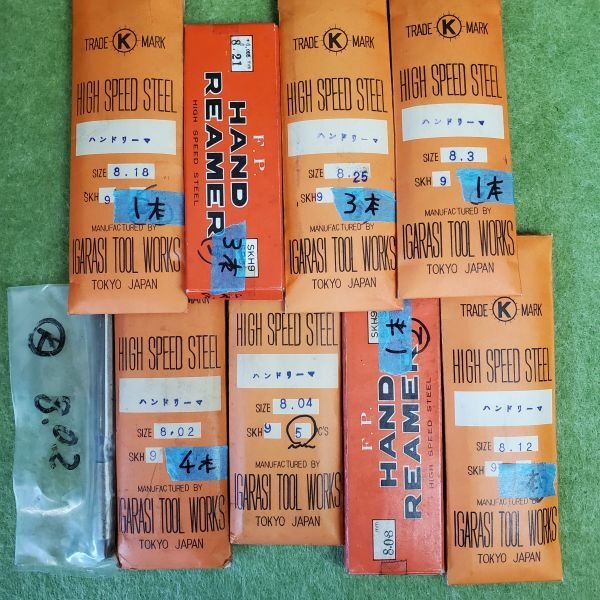 TRADE K MARK
HIGH SPEED STEEL
ハンドリーマ
SIZE 8.18
SKH 9
1本
MANUFACTURED BY
IGARASI TOOL WORKS
TOKYO JAPAN
8.21
F.P.
HAND
REAMER
HIGH SPEED STEEL
SKH9
3本
TRADE K MARK
HIGH SPEED STEEL
ハンドリーマ
SIZE 8.25
SKH 9
3本
MANUFACTURED BY
IGARASI TOOL WORKS
TOKYO JAPAN
TRADE K MARK
HIGH SPEED STEEL
ハンドリーマ
SIZE 8.3
SKH 9
1本
MANUFACTURED BY
IGARASI TOOL WORKS
TOKYO JAPAN
K
8.02
MARK
HIGH SPEED STEEL
ハンドリーマ
SIZE 8.02
SKH 9
4本
MANUFACTURED BY
IGARASI TOOL WORKS
TOKYO JAPAN
HIGH SPEED STEEL
ハンドリーマ
SIZE 8.04
SKH 9 5 PC'S
MANUFACTURED BY
IGARASI TOOL WORKS
TOKYO JAPAN
SKH9
1本
F.P.
HAND
REAMER
HIGH SPEED STEEL
8.08 mm
TRADE K MARK
HIGH SPEED STEEL
ハンドリーマ
SIZE 8.12
SKH 9
本
MANUFACTURED BY
IGARASI TOOL WORKS
TOKYO JAPAN